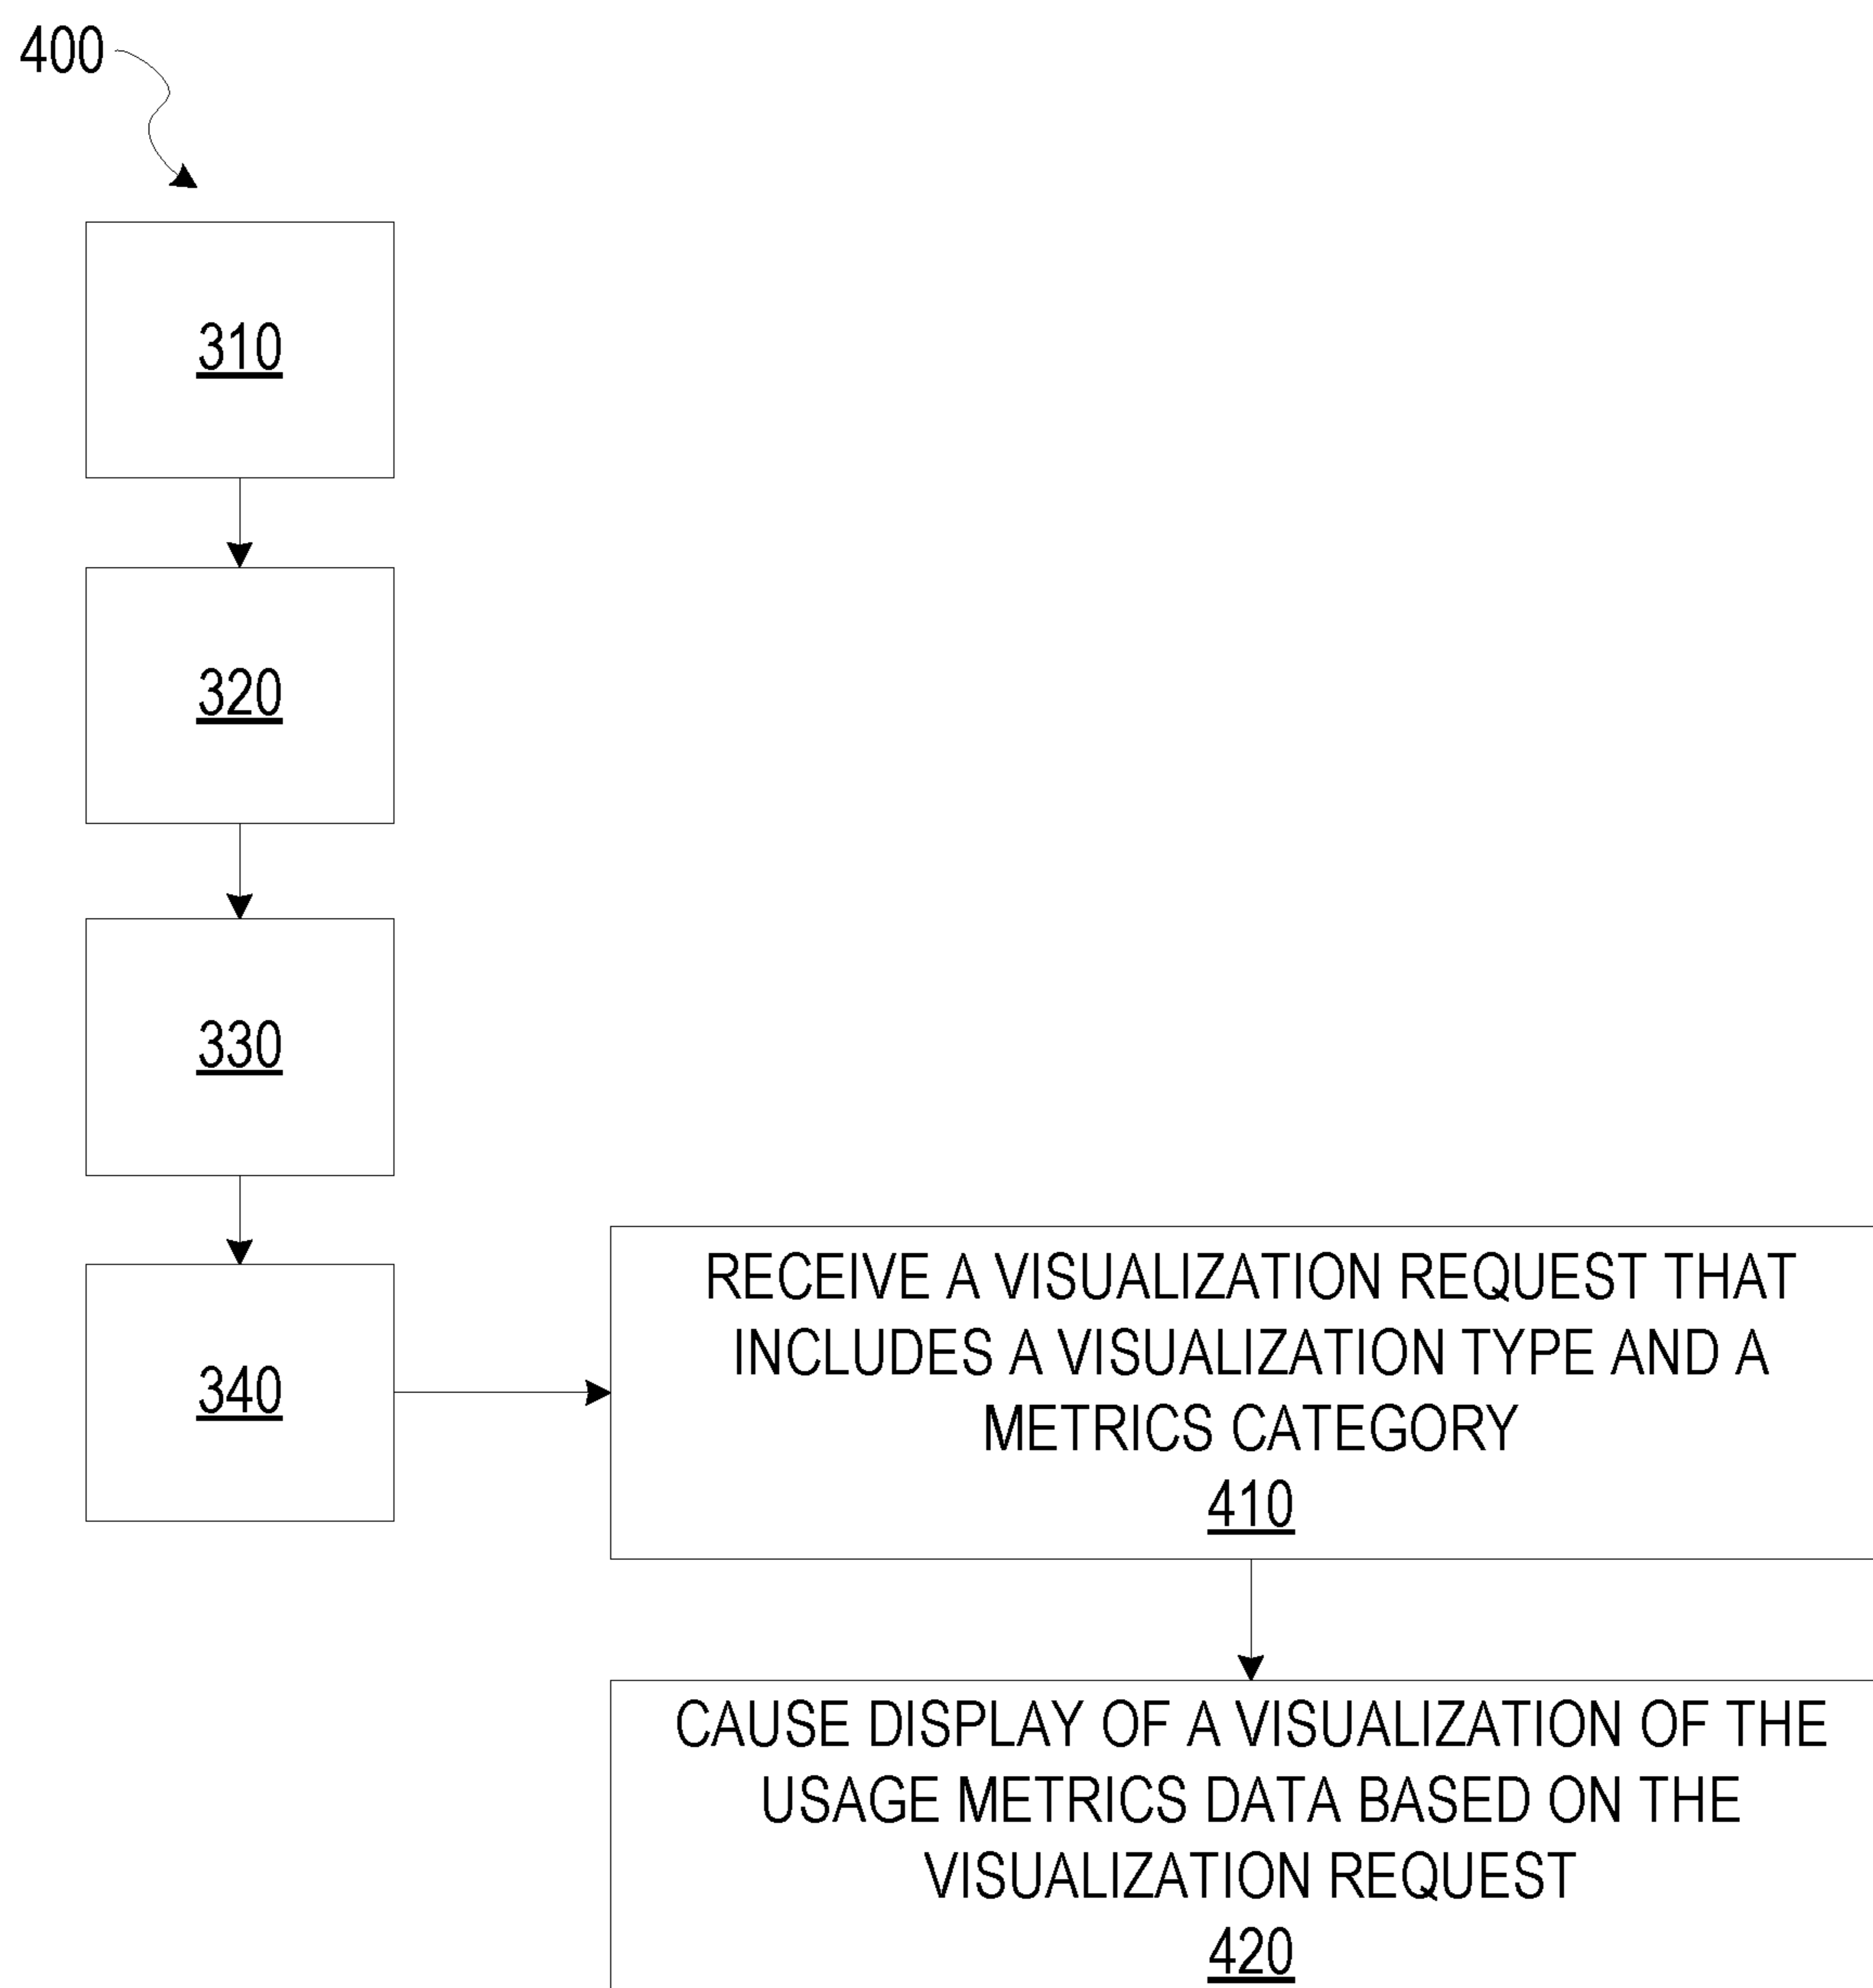 400
310
320
330
340
RECEIVE A VISUALIZATION REQUEST THAT
INCLUDES A VISUALIZATION TYPE AND A
METRICS CATEGORY
410
CAUSE DISPLAY OF A VISUALIZATION OF THE
USAGE METRICS DATA BASED ON THE
VISUALIZATION REQUEST
420